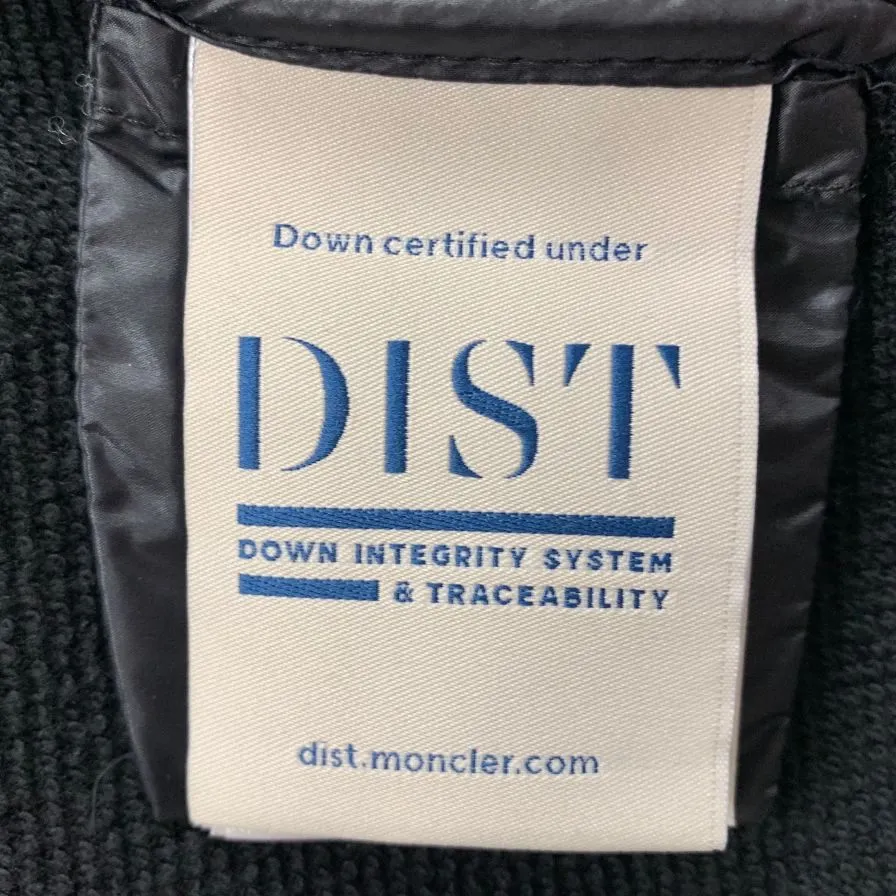 Down certified under
DIST
DOWN INTEGRITY SYSTEM
& TRACEABILITY
dist.moncler.com